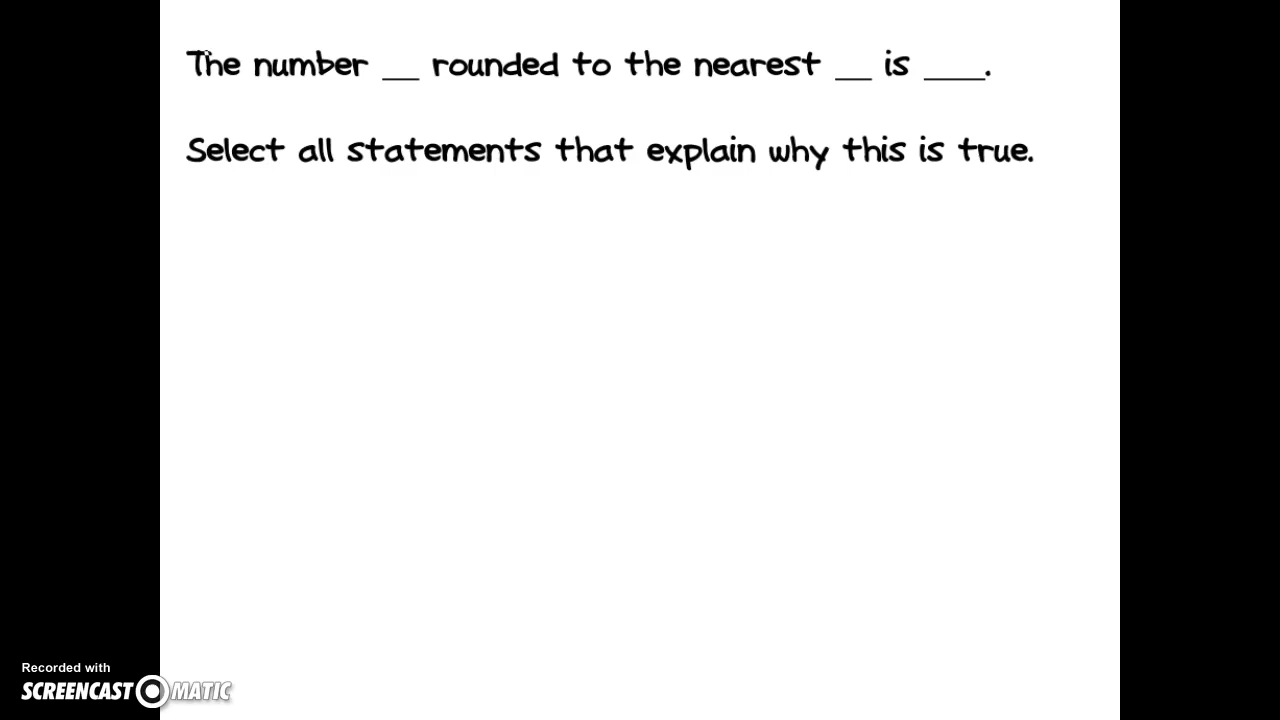 The number __ rounded to the nearest __ is ___.
Select all statements that explain why this is true.
Recorded with
SCREENCAST MATIC